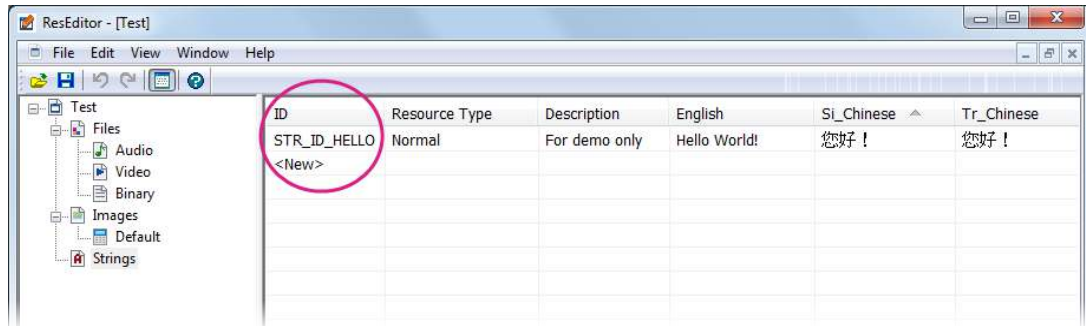 ResEditor - [Test]
File Edit View Window Help
Test
Files
Audio
Video
Binary
Images
Default
Strings
ID Resource Type Description English Si_Chinese Tr_Chinese
STR_ID_HELLO Normal For demo only Hello World! 您好！ 您好！
<New>